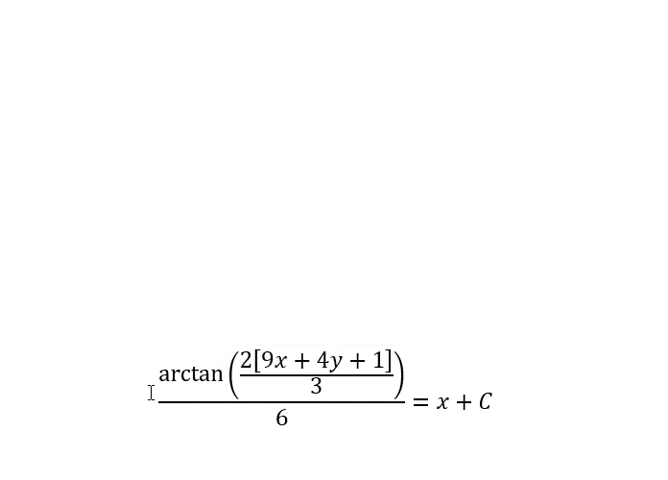 arctan(2[9x + 4y + 1]/3)/6 = x + C